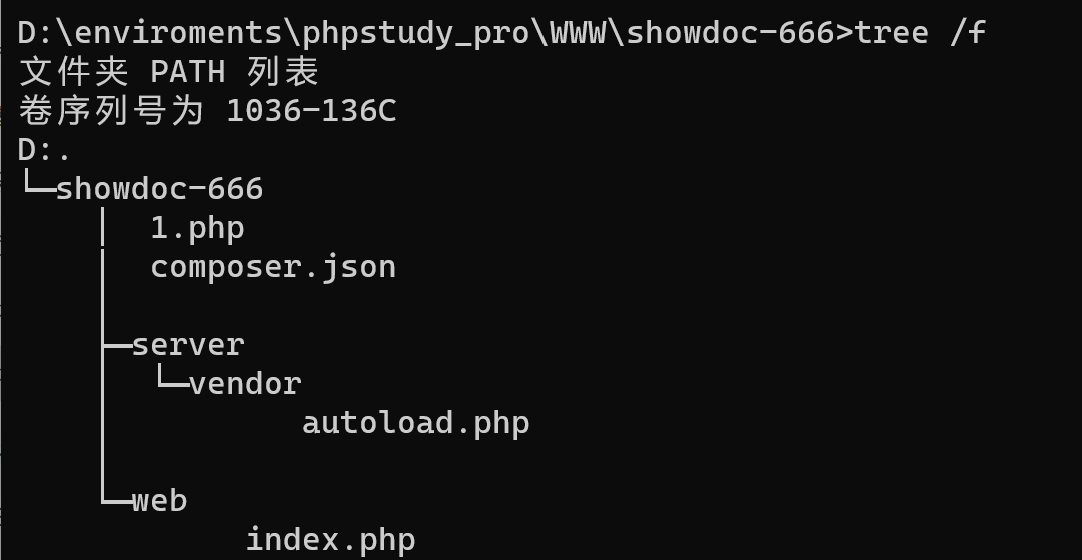 D:\enviroments\phpstudy_pro\WWW\showdoc-666>tree /f
文件夹 PATH 列表
卷序列号为 1036-136C
D:.
└─showdoc-666
    │  1.php
    │  composer.json
    │
    ├─server
    │  └─vendor
    │          autoload.php
    │
    └─web
            index.php